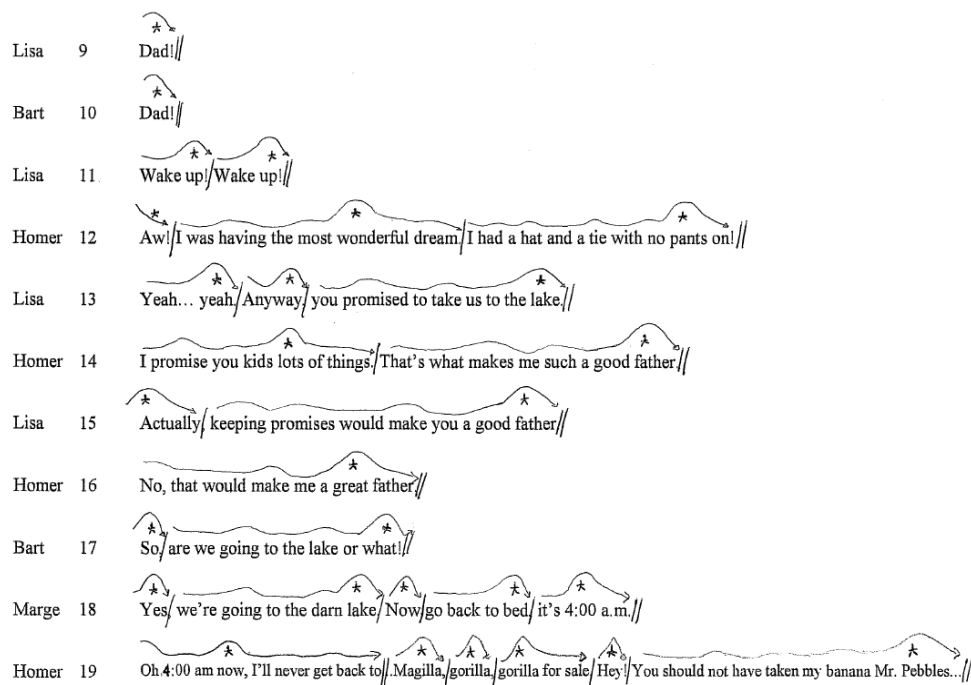 Lisa 9 Dad!//
Bart 10 Dad!//
Lisa 11 Wake up!/Wake up!//
Homer 12 Aw!/I was having the most wonderful dream./I had a hat and a tie with no pants on!//
Lisa 13 Yeah... yeah./Anyway,/ you promised to take us to the lake.//
Homer 14 I promise you kids lots of things./That's what makes me such a good father.//
Lisa 15 Actually,/ keeping promises would make you a good father//
Homer 16 No, that would make me a great father.//
Bart 17 So,/are we going to the lake or what!//
Marge 18 Yes,/ we're going to the darn lake./Now/go back to bed,/ it's 4:00 a.m.//
Homer 19 Oh 4:00 am now, I'll never get back to//.Magilla,/gorilla,/gorilla for sale/Hey!/You should not have taken my banana Mr. Pebbles...//